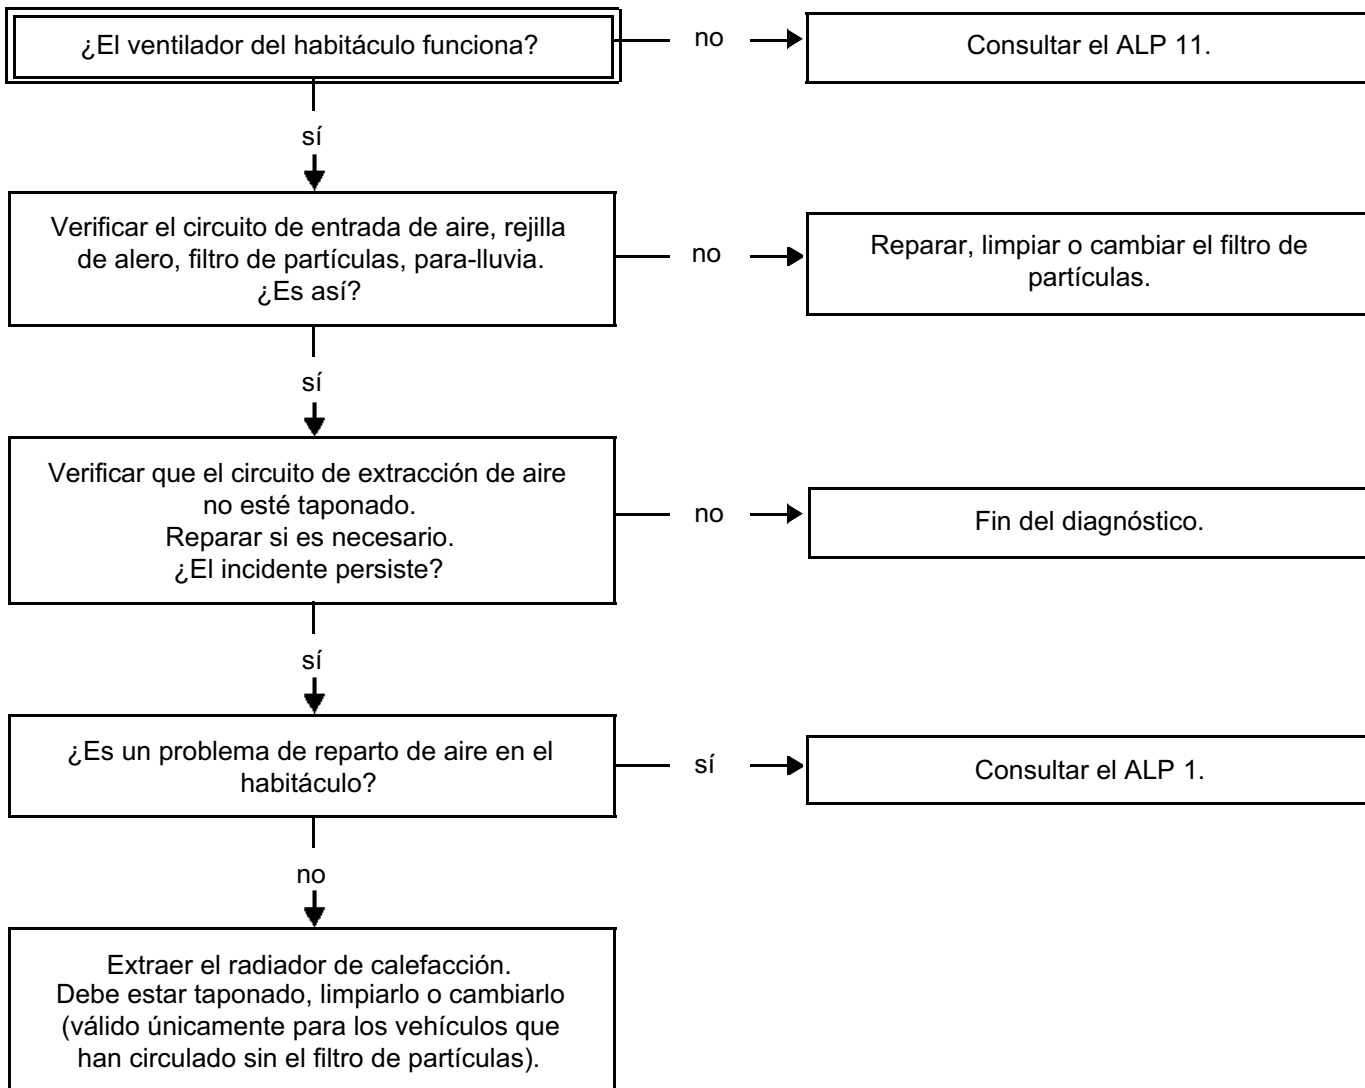 ¿El ventilador del habitáculo funciona?
no
Consultar el ALP 11.
sí
Verificar el circuito de entrada de aire, rejilla
de alero, filtro de partículas, para-lluvia.
¿Es así?
no
Reparar, limpiar o cambiar el filtro de
partículas.
sí
Verificar que el circuito de extracción de aire
no esté taponado.
Reparar si es necesario.
¿El incidente persiste?
no
Fin del diagnóstico.
sí
¿Es un problema de reparto de aire en el
habitáculo?
sí
Consultar el ALP 1.
no
Extraer el radiador de calefacción.
Debe estar taponado, limpiarlo o cambiarlo
(válido únicamente para los vehículos que
han circulado sin el filtro de partículas).